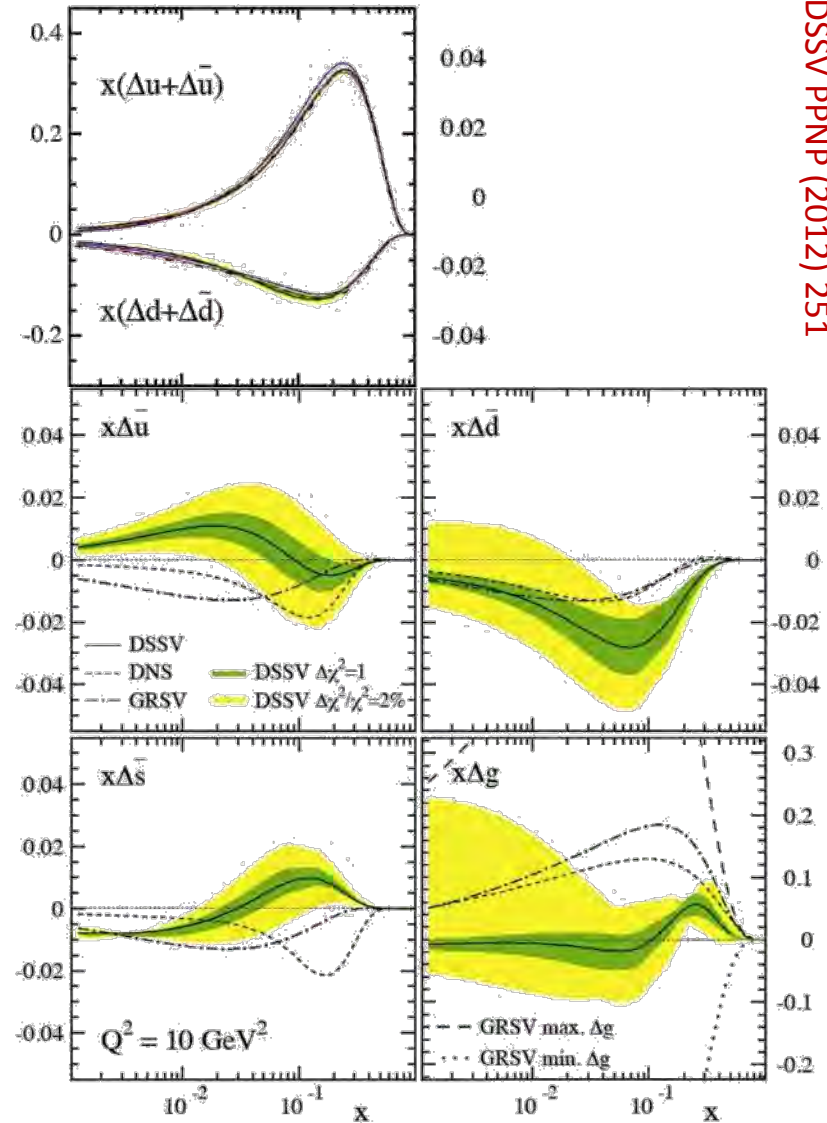 DSSV PPNP (2012) 251
0.4
0.2
0
-0.2
x(Δu+Δū)
x(Δd+Δd̄)
0.04
0.02
0
-0.02
-0.04
xΔū
0.04
0.02
0
-0.02
-0.04
DSSV
DNS
GRSV
DSSV Δχ²=1
DSSV Δχ²/χ²=2%
xΔd̄
0.04
0.02
0
-0.02
-0.04
xΔs̄
0.04
0.02
0
-0.02
-0.04
Q² = 10 GeV²
10⁻² 10⁻¹ x
xΔg
0.3
0.2
0.1
0
-0.1
-0.2
GRSV max. Δg
GRSV min. Δg
10⁻² 10⁻¹ x